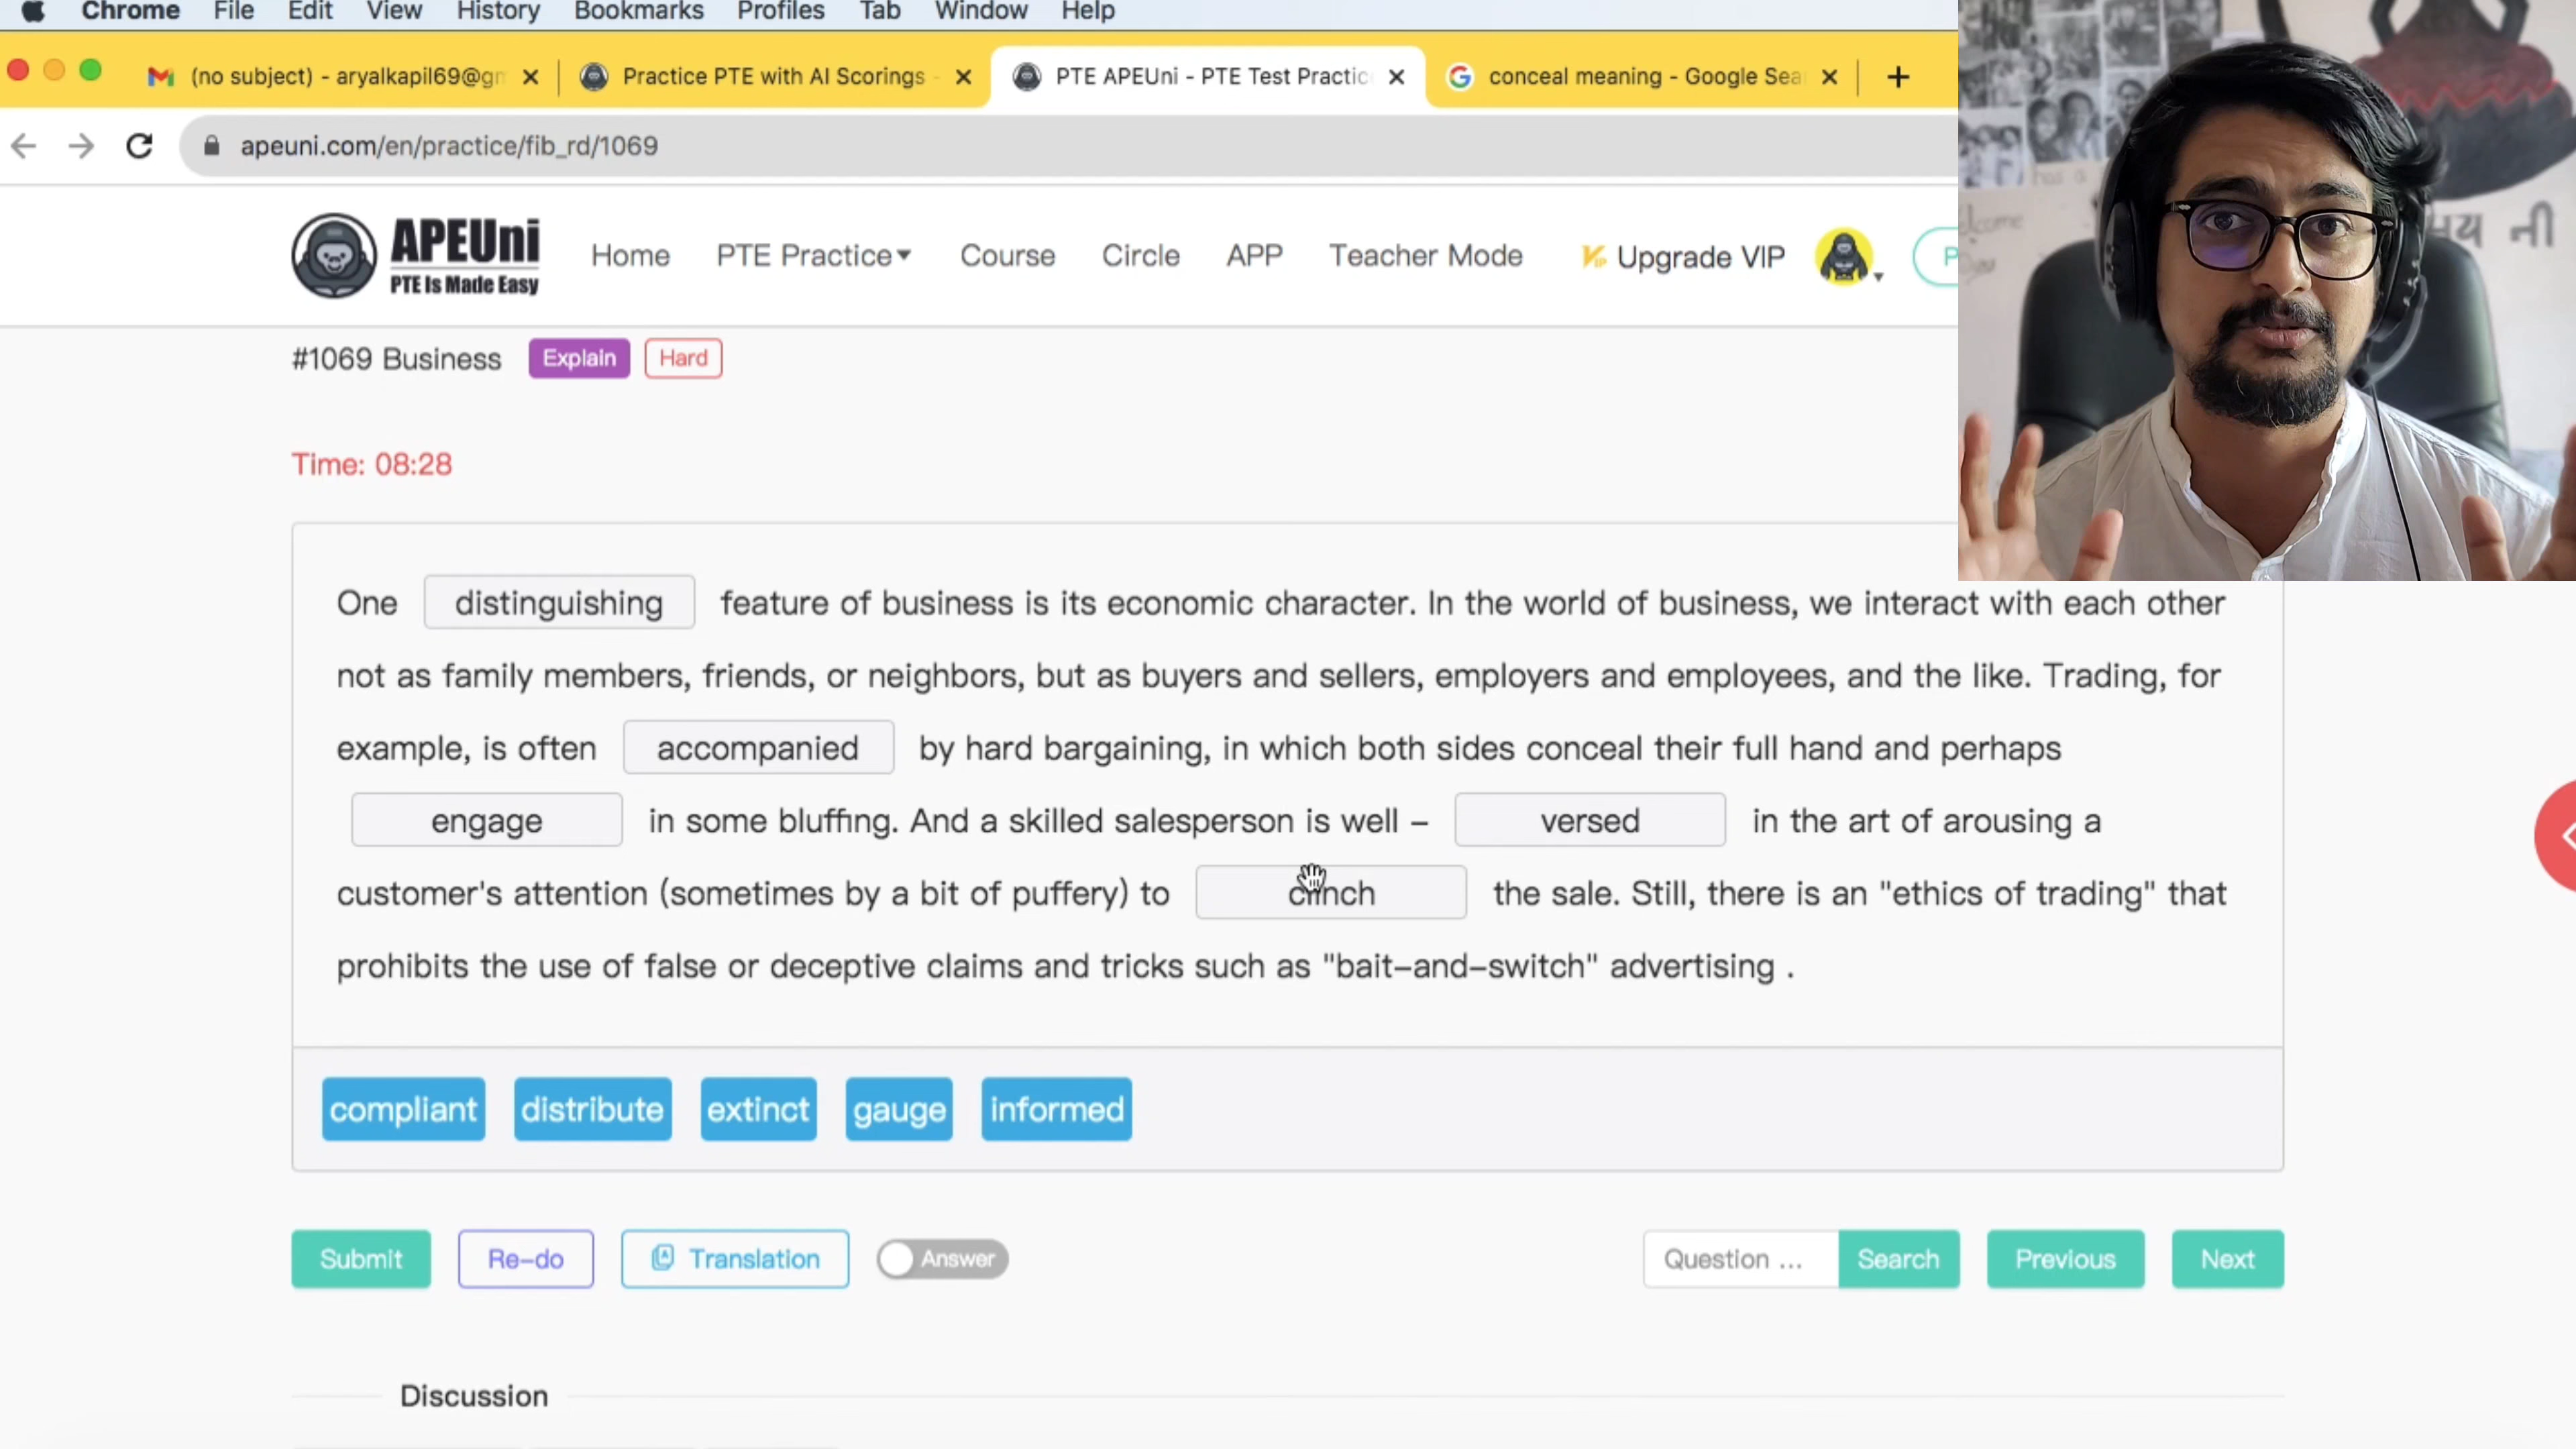 Chrome File Edit View History Bookmarks Profiles Tab Window Help
(no subject) - aryalkapil69@gm × Practice PTE with AI Scorings - × PTE APEUni - PTE Test Practic × conceal meaning - Google Sea × +
apeuni.com/en/practice/fib_rd/1069
APEUni
PTE Is Made Easy
Home PTE Practice Course Circle APP Teacher Mode Upgrade VIP P
#1069 Business Explain Hard
Time: 08:28
One distinguishing feature of business is its economic character. In the world of business, we interact with each other
not as family members, friends, or neighbors, but as buyers and sellers, employers and employees, and the like. Trading, for
example, is often accompanied by hard bargaining, in which both sides conceal their full hand and perhaps
engage in some bluffing. And a skilled salesperson is well – versed in the art of arousing a
customer's attention (sometimes by a bit of puffery) to clinch the sale. Still, there is an "ethics of trading" that
prohibits the use of false or deceptive claims and tricks such as "bait–and–switch" advertising .
compliant distribute extinct gauge informed
Submit Re–do Translation Answer Question ... Search Previous Next
Discussion